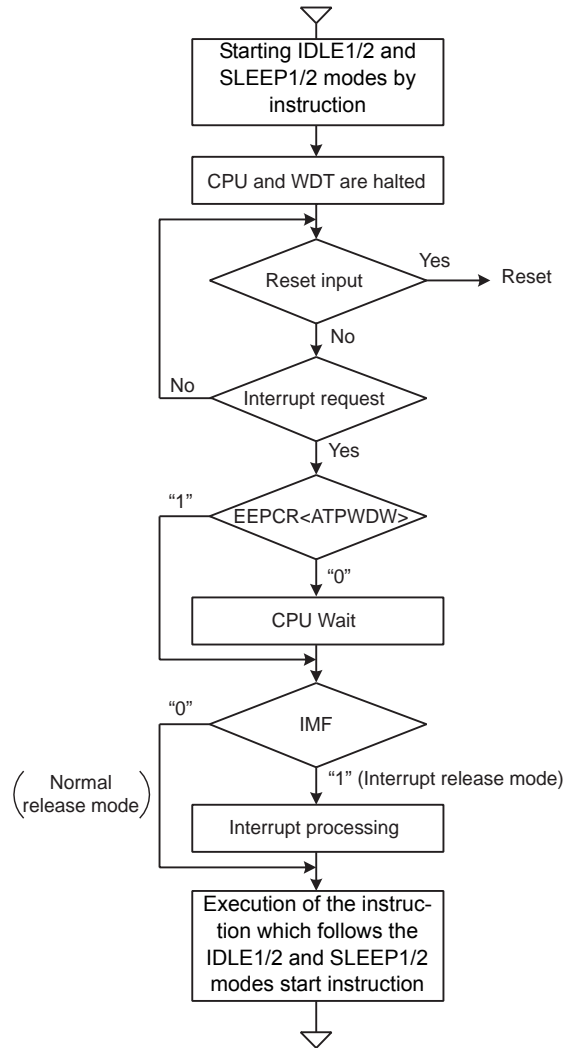 Starting IDLE1/2 and
SLEEP1/2 modes by
instruction
CPU and WDT are halted
Yes
Reset input
Reset
No
No
Interrupt request
Yes
“1”
EEPCR<ATPWDW>
“0”
CPU Wait
“0”
IMF
“1” (Interrupt release mode)
(Normal
release mode)
Interrupt processing
Execution of the instruc-
tion which follows the
IDLE1/2 and SLEEP1/2
modes start instruction